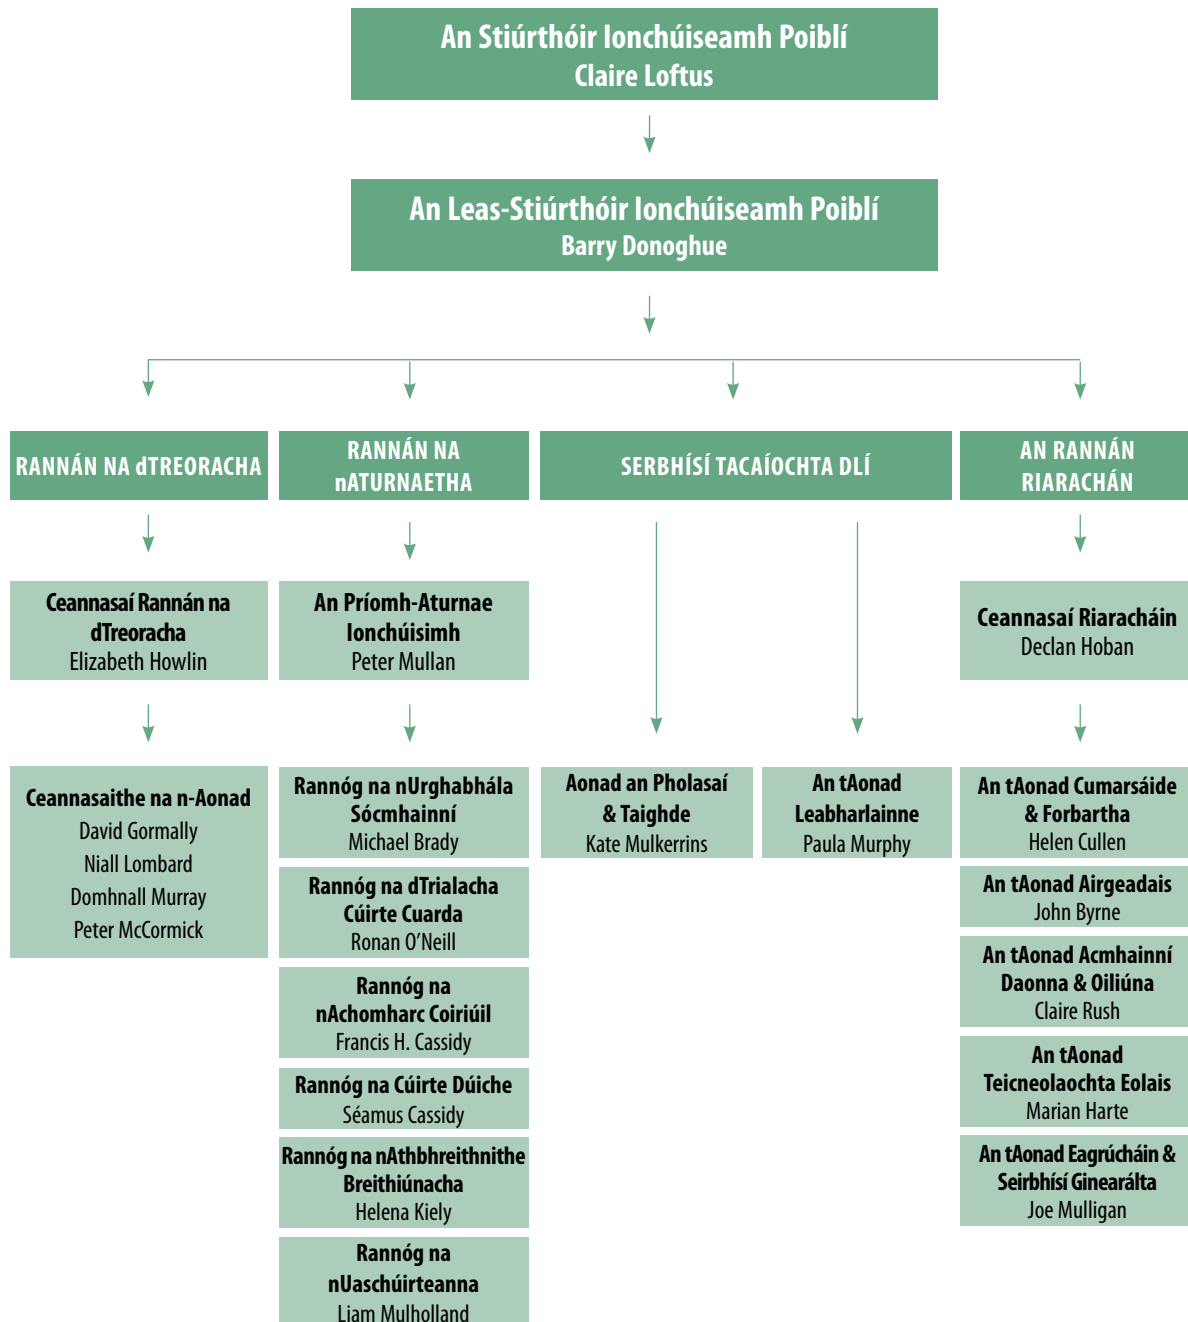 An Stiúrthóir Ionchúiseamh Poiblí
Claire Loftus
An Leas-Stiúrthóir Ionchúiseamh Poiblí
Barry Donoghue
RANNÁN NA dTREORACHA
Ceannasaí Rannán na
dTreoracha
Elizabeth Howlin
Ceannasaithe na n-Aonad
David Gormally
Niall Lombard
Domhnall Murray
Peter McCormick
RANNÁN NA
nATURNAETHA
An Príomh-Aturnae
Ionchúisimh
Peter Mullan
Rannóg na nUrghabhála
Sócmhainní
Michael Brady
Rannóg na dTrialacha
Cúirte Cuarda
Ronan O’Neill
Rannóg na
nAchomharc Coiriúil
Francis H. Cassidy
Rannóg na Cúirte Dúiche
Séamus Cassidy
Rannóg na nAthbhreithnithe
Breithiúnacha
Helena Kiely
Rannóg na
nUaschúirteanna
Liam Mulholland
SERBHÍSÍ TACAÍOCHTA DLÍ
Aonad an Pholasaí
& Taighde
Kate Mulkerrins
An tAonad
Leabharlainne
Paula Murphy
AN RANNÁN
RIARACHÁN
Ceannasaí Riaracháin
Declan Hoban
An tAonad Cumarsáide
& Forbartha
Helen Cullen
An tAonad Airgeadais
John Byrne
An tAonad Acmhainní
Daonna & Oiliúna
Claire Rush
An tAonad
Teicneolaochta Eolais
Marian Harte
An tAonad Eagrúcháin &
Seirbhísí Ginearálta
Joe Mulligan